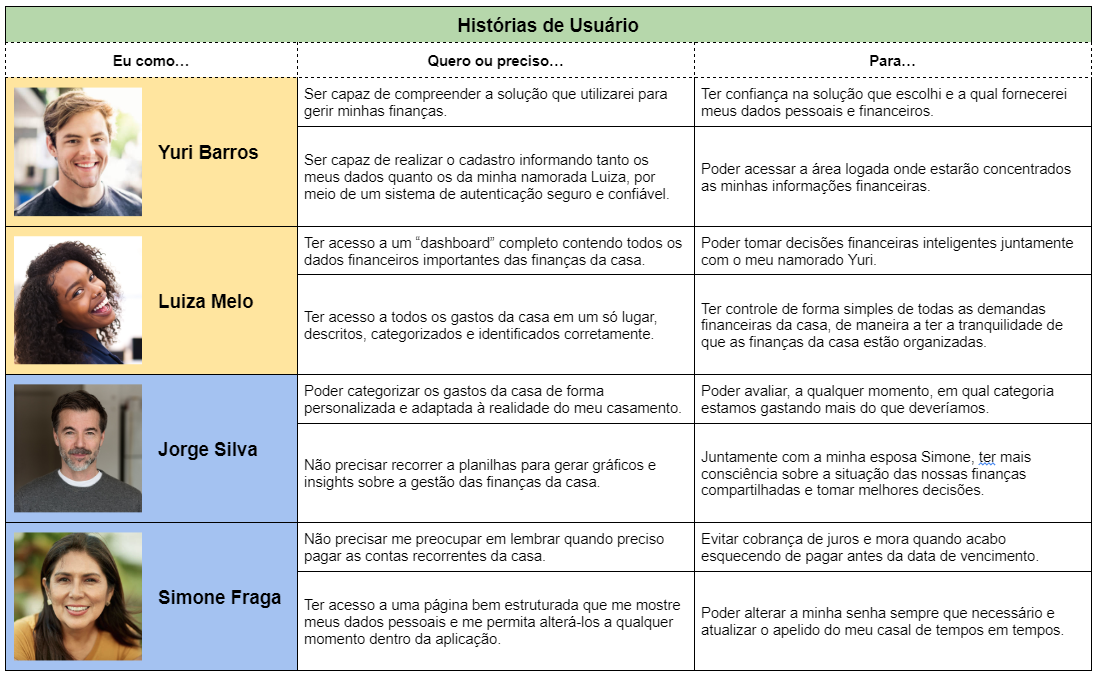 Histórias de Usuário
Eu como…
Quero ou preciso…
Para…
Yuri Barros
Ser capaz de compreender a solução que utilizarei para
gerir minhas finanças.
Ter confiança na solução que escolhi e a qual fornecerei
meus dados pessoais e financeiros.
Ser capaz de realizar o cadastro informando tanto os
meus dados quanto os da minha namorada Luiza, por
meio de um sistema de autenticação seguro e confiável.
Poder acessar a área logada onde estarão concentrados
as minhas informações financeiras.
Luiza Melo
Ter acesso a um “dashboard” completo contendo todos os
dados financeiros importantes das finanças da casa.
Poder tomar decisões financeiras inteligentes juntamente
com o meu namorado Yuri.
Ter acesso a todos os gastos da casa em um só lugar,
descritos, categorizados e identificados corretamente.
Ter controle de forma simples de todas as demandas
financeiras da casa, de maneira a ter a tranquilidade de
que as finanças da casa estão organizadas.
Jorge Silva
Poder categorizar os gastos da casa de forma
personalizada e adaptada à realidade do meu casamento.
Poder avaliar, a qualquer momento, em qual categoria
estamos gastando mais do que deveríamos.
Não precisar recorrer a planilhas para gerar gráficos e
insights sobre a gestão das finanças da casa.
Juntamente com a minha esposa Simone, ter mais
consciência sobre a situação das nossas finanças
compartilhadas e tomar melhores decisões.
Simone Fraga
Não precisar me preocupar em lembrar quando preciso
pagar as contas recorrentes da casa.
Evitar cobrança de juros e mora quando acabo
esquecendo de pagar antes da data de vencimento.
Ter acesso a uma página bem estruturada que me mostre
meus dados pessoais e me permita alterá-los a qualquer
momento dentro da aplicação.
Poder alterar a minha senha sempre que necessário e
atualizar o apelido do meu casal de tempos em tempos.